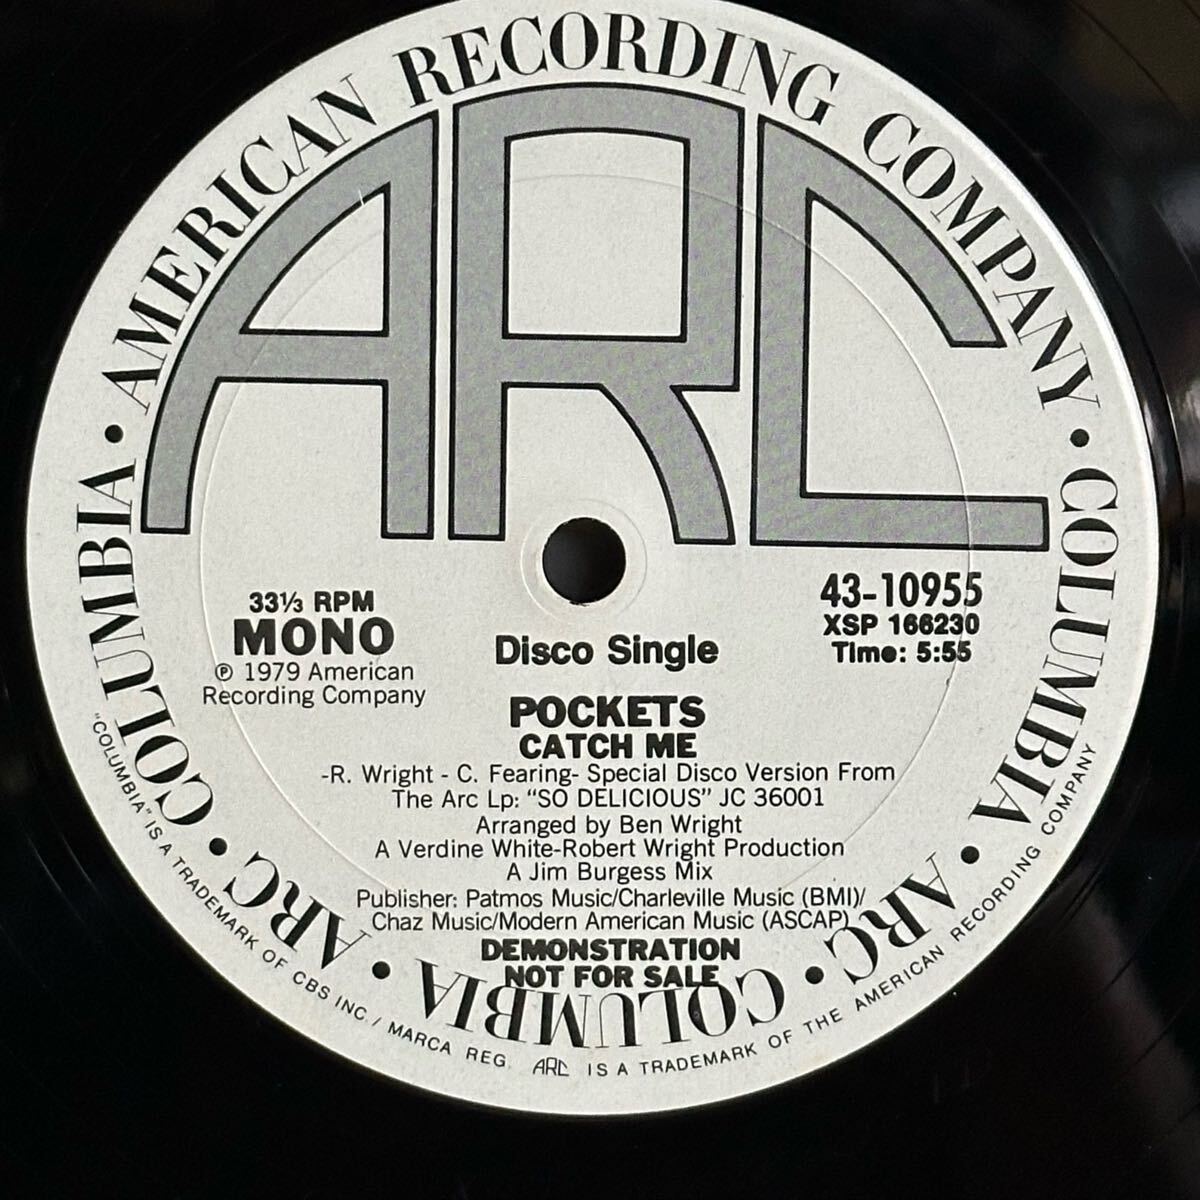 AMERICAN RECORDING COMPANY • COLUMBIA • ARC • COLUMBIA • ARC • COLUMBIA •
ARC
33⅓ RPM
MONO
℗ 1979 American
Recording Company
43-10955
XSP 166230
Time: 5:55
Disco Single
POCKETS
CATCH ME
-R. Wright - C. Fearing- Special Disco Version From
The Arc Lp: "SO DELICIOUS" JC 36001
Arranged by Ben Wright
A Verdine White-Robert Wright Production
A Jim Burgess Mix
Publisher: Patmos Music/Charleville Music (BMI)/
Chaz Music/Modern American Music (ASCAP)
DEMONSTRATION
NOT FOR SALE
"COLUMBIA" IS A TRADEMARK OF CBS INC. / MARCA REG. ARC IS A TRADEMARK OF THE AMERICAN RECORDING COMPANY